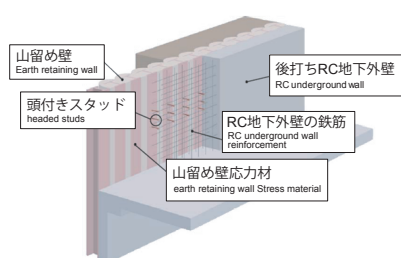 山留め壁
Earth retaining wall
頭付きスタッド
headed studs
後打ちRC地下外壁
RC underground wall
RC地下外壁の鉄筋
RC underground wall
reinforcement
山留め壁応力材
earth retaining wall Stress material